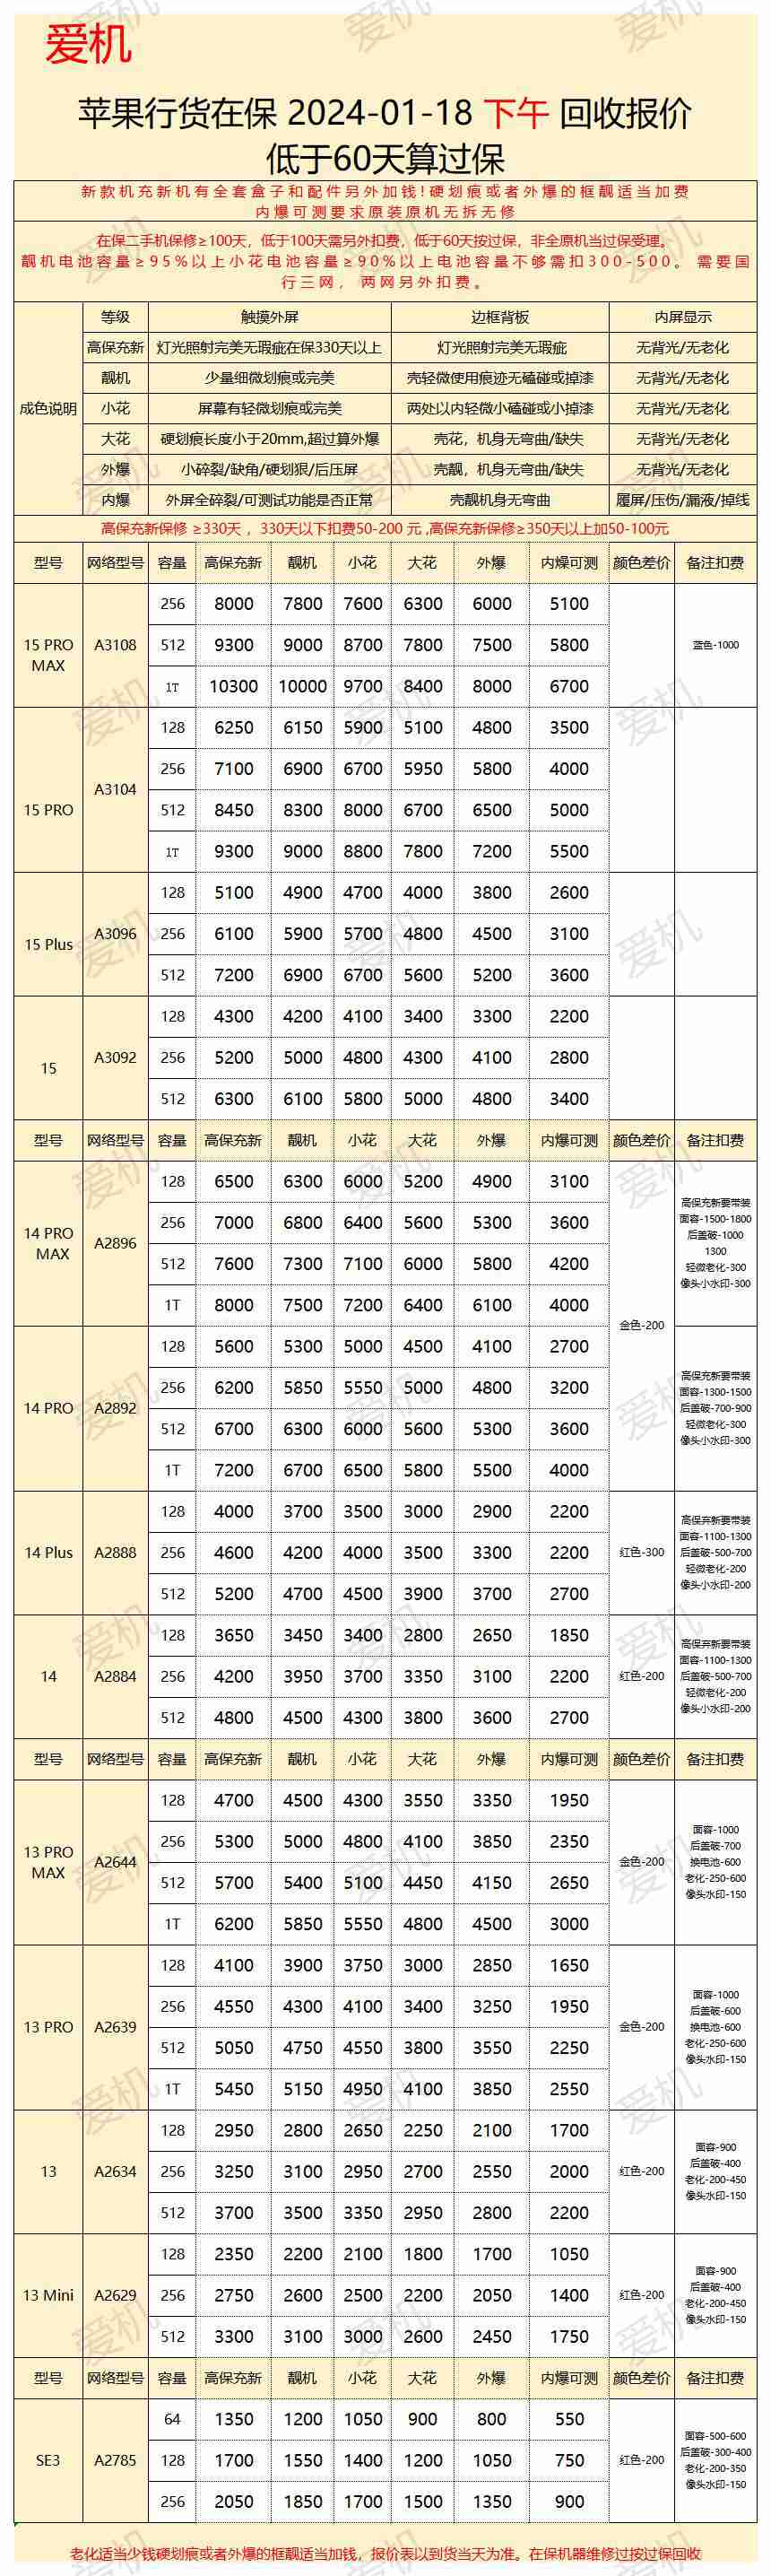 爱机
苹果行货在保 2024-01-18 下午 回收报价
低于60天算过保
新款机充新机有全套盒子和配件另外加钱!硬划痕或者外爆的框靓适当加费
内爆可测要求原装原机无拆无修
在保二手机保修≥100天，低于100天需另外扣费，低于60天按过保，非全原机当过保受理。
靓机电池容量≥95%以上小花电池容量≥90%以上电池容量不够需扣300-500。 需要国
行三网，两网另外扣费。
成色说明 等级 触摸外屏 边框背板 内屏显示
高保充新 灯光照射完美无瑕疵在保330天以上 灯光照射完美无瑕疵 无背光/无老化
靓机 少量细微划痕或完美 壳轻微使用痕迹无磕碰或掉漆 无背光/无老化
小花 屏幕有轻微划痕或完美 两处以内轻微小磕碰或小掉漆 无背光/无老化
大花 硬划痕长度小于20mm,超过算外爆 壳花，机身无弯曲/缺失 无背光/无老化
外爆 小碎裂/缺角/硬划狠/后压屏 壳靓，机身无弯曲/缺失 无背光/无老化
内爆 外屏全碎裂/可测试功能是否正常 壳靓机身无弯曲 履屏/压伤/漏液/掉线
高保充新保修 ≥330天 ，330天以下扣费50-200 元 ,高保充新保修≥350天以上加50-100元
型号 网络型号 容量 高保充新 靓机 小花 大花 外爆 内爆可测 颜色差价 备注扣费
15 PRO MAX A3108 256 8000 7800 7600 6300 6000 5100
512 9300 9000 8700 7800 7500 5800 蓝色-1000
1T 10300 10000 9700 8400 8000 6700
15 PRO A3104 128 6250 6150 5900 5100 4800 3500
256 7100 6900 6700 5950 5800 4000
512 8450 8300 8000 6700 6500 5000
1T 9300 9000 8800 7800 7200 5500
15 Plus A3096 128 5100 4900 4700 4000 3800 2600
256 6100 5900 5700 4800 4500 3100
512 7200 6900 6700 5600 5200 3600
15 A3092 128 4300 4200 4100 3400 3300 2200
256 5200 5000 4800 4300 4100 2800
512 6300 6100 5800 5000 4800 3400
型号 网络型号 容量 高保充新 靓机 小花 大花 外爆 内爆可测 颜色差价 备注扣费
14 PRO MAX A2896 128 6500 6300 6000 5200 4900 3100
256 7000 6800 6400 5600 5300 3600
512 7600 7300 7100 6000 5800 4200
1T 8000 7500 7200 6400 6100 4000
高保充新要带装
面容-1500-1800
后盖破-1000
1300
轻微老化-300
像头小水印-300
金色-200
14 PRO A2892 128 5600 5300 5000 4500 4100 2700
256 6200 5850 5550 5000 4800 3200
512 6700 6300 6000 5600 5300 3600
1T 7200 6700 6500 5800 5500 4000
高保充新要带装
面容-1300-1500
后盖破-700-900
轻微老化-300
像头小水印-300
14 Plus A2888 128 4000 3700 3500 3000 2900 2200
256 4600 4200 4000 3500 3300 2200 红色-300
512 5200 4700 4500 3900 3700 2700
高保弃新要带装
面容-1100-1300
后盖破-500-700
轻微老化-200
像头小水印-200
14 A2884 128 3650 3450 3400 2800 2650 1850
256 4200 3950 3700 3350 3100 2200 红色-200
512 4800 4500 4300 3800 3600 2700
高保弃新要带装
面容-1100-1300
后盖破-500-700
轻微老化-200
像头小水印-200
型号 网络型号 容量 高保充新 靓机 小花 大花 外爆 内爆可测 颜色差价 备注扣费
13 PRO MAX A2644 128 4700 4500 4300 3550 3350 1950
256 5300 5000 4800 4100 3850 2350
512 5700 5400 5100 4450 4150 2650
1T 6200 5850 5550 4800 4500 3000
金色-200
面容-1000
后盖破-700
换电池-600
老化-250-600
像头水印-150
13 PRO A2639 128 4100 3900 3750 3000 2850 1650
256 4550 4300 4100 3400 3250 1950
512 5050 4750 4550 3800 3550 2250
1T 5450 5150 4950 4100 3850 2550
金色-200
面容-1000
后盖破-600
换电池-600
老化-250-600
像头水印-150
13 A2634 128 2950 2800 2650 2250 2100 1700
256 3250 3100 2950 2700 2550 2000 红色-200
512 3700 3500 3350 2950 2800 2200
面容-900
后盖破-400
老化-200-450
像头水印-150
13 Mini A2629 128 2350 2200 2100 1800 1700 1050
256 2750 2600 2500 2200 2050 1400 红色-200
512 3300 3100 3000 2600 2450 1750
面容-900
后盖破-400
老化-200-450
像头水印-150
型号 网络型号 容量 高保充新 靓机 小花 大花 外爆 内爆可测 颜色差价 备注扣费
SE3 A2785 64 1350 1200 1050 900 800 550
128 1700 1550 1400 1200 1050 750 红色-200
256 2050 1850 1700 1500 1350 900
面容-500-600
后盖破-300-400
老化-200-350
像头水印-150
老化适当少钱硬划痕或者外爆的框靓适当加钱，报价表以到货当天为准。在保机器维修过按过保回收